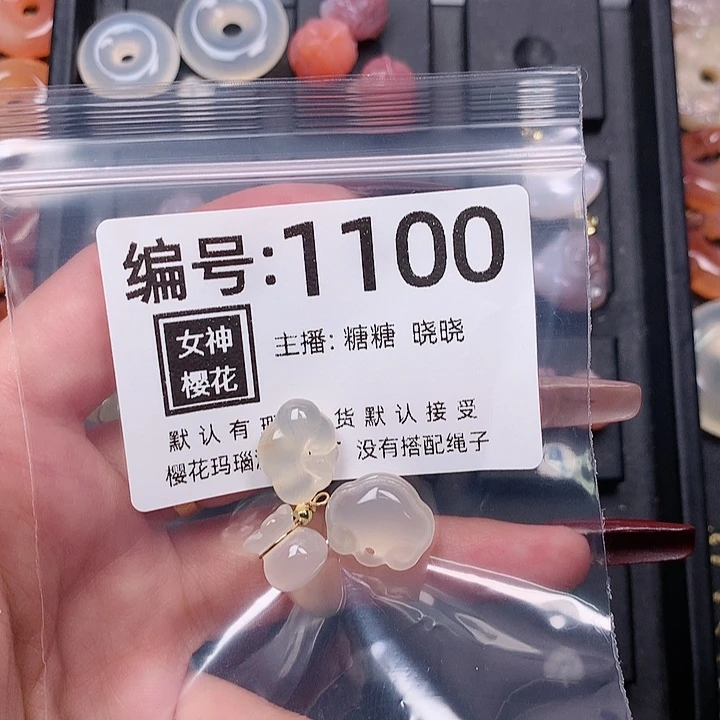 编号:1100
女神
樱花
主播: 糖糖 晓晓
默认有 货默认接受
樱花玛瑙 没有搭配绳子